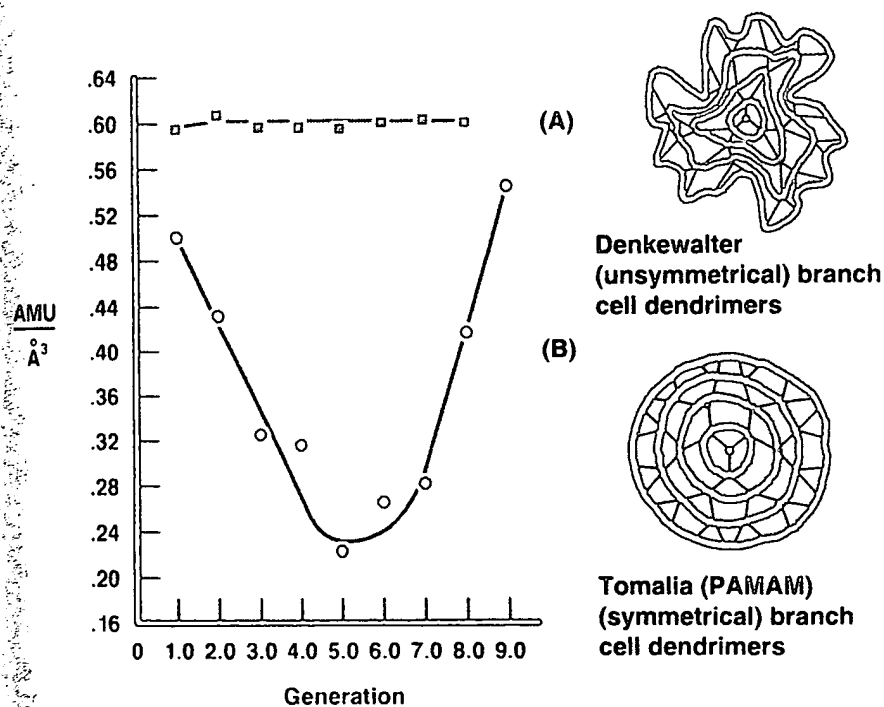 .64
.60
.56
.52
.48
.44
.40
.36
.32
.28
.24
.20
.16
AMU
Å3
0 1.0 2.0 3.0 4.0 5.0 6.0 7.0 8.0 9.0
Generation
(A)
Denkewalter
(unsymmetrical) branch
cell dendrimers
(B)
Tomalia (PAMAM)
(symmetrical) branch
cell dendrimers